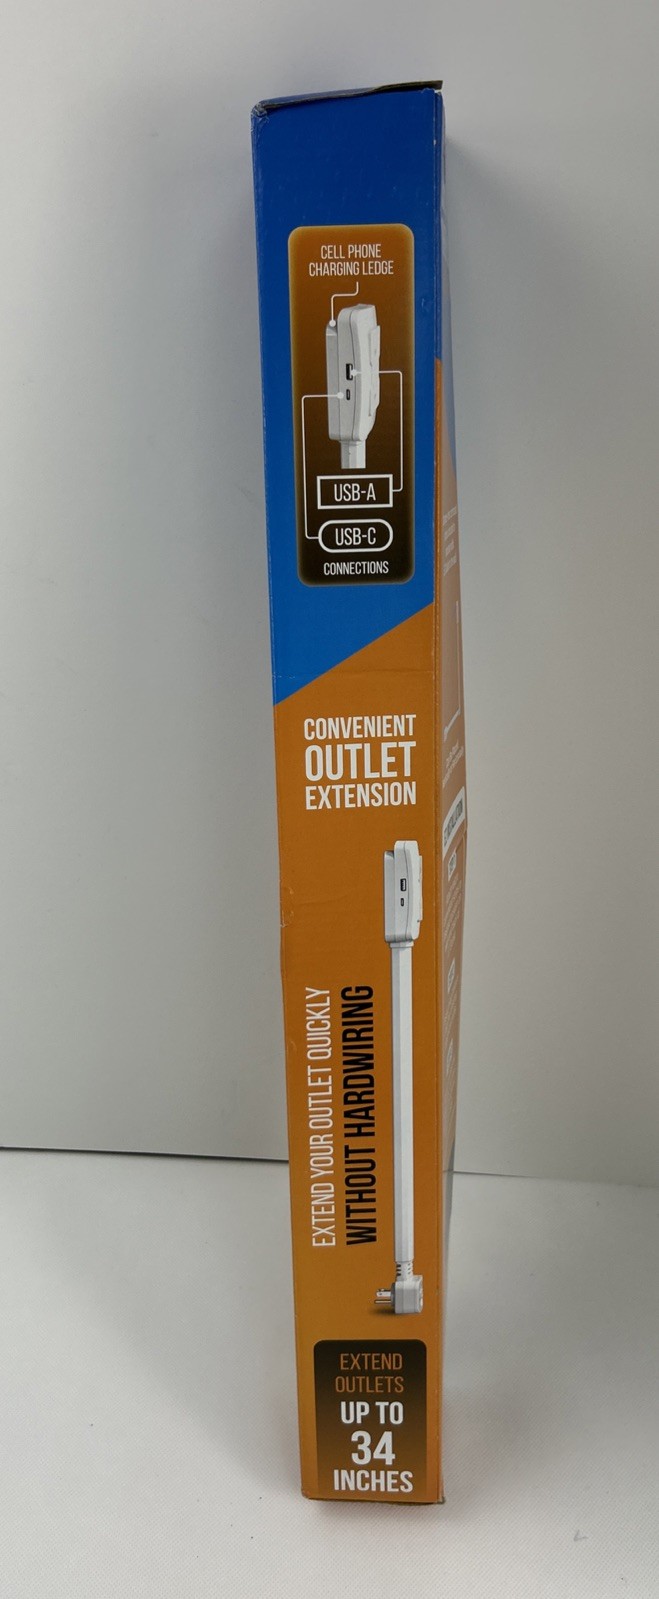 CELL PHONE
CHARGING LEDGE
USB-A
USB-C
CONNECTIONS
CONVENIENT
OUTLET
EXTENSION
EXTEND YOUR OUTLET QUICKLY
WITHOUT HARDWIRING
EXTEND
OUTLETS
UP TO
34
INCHES